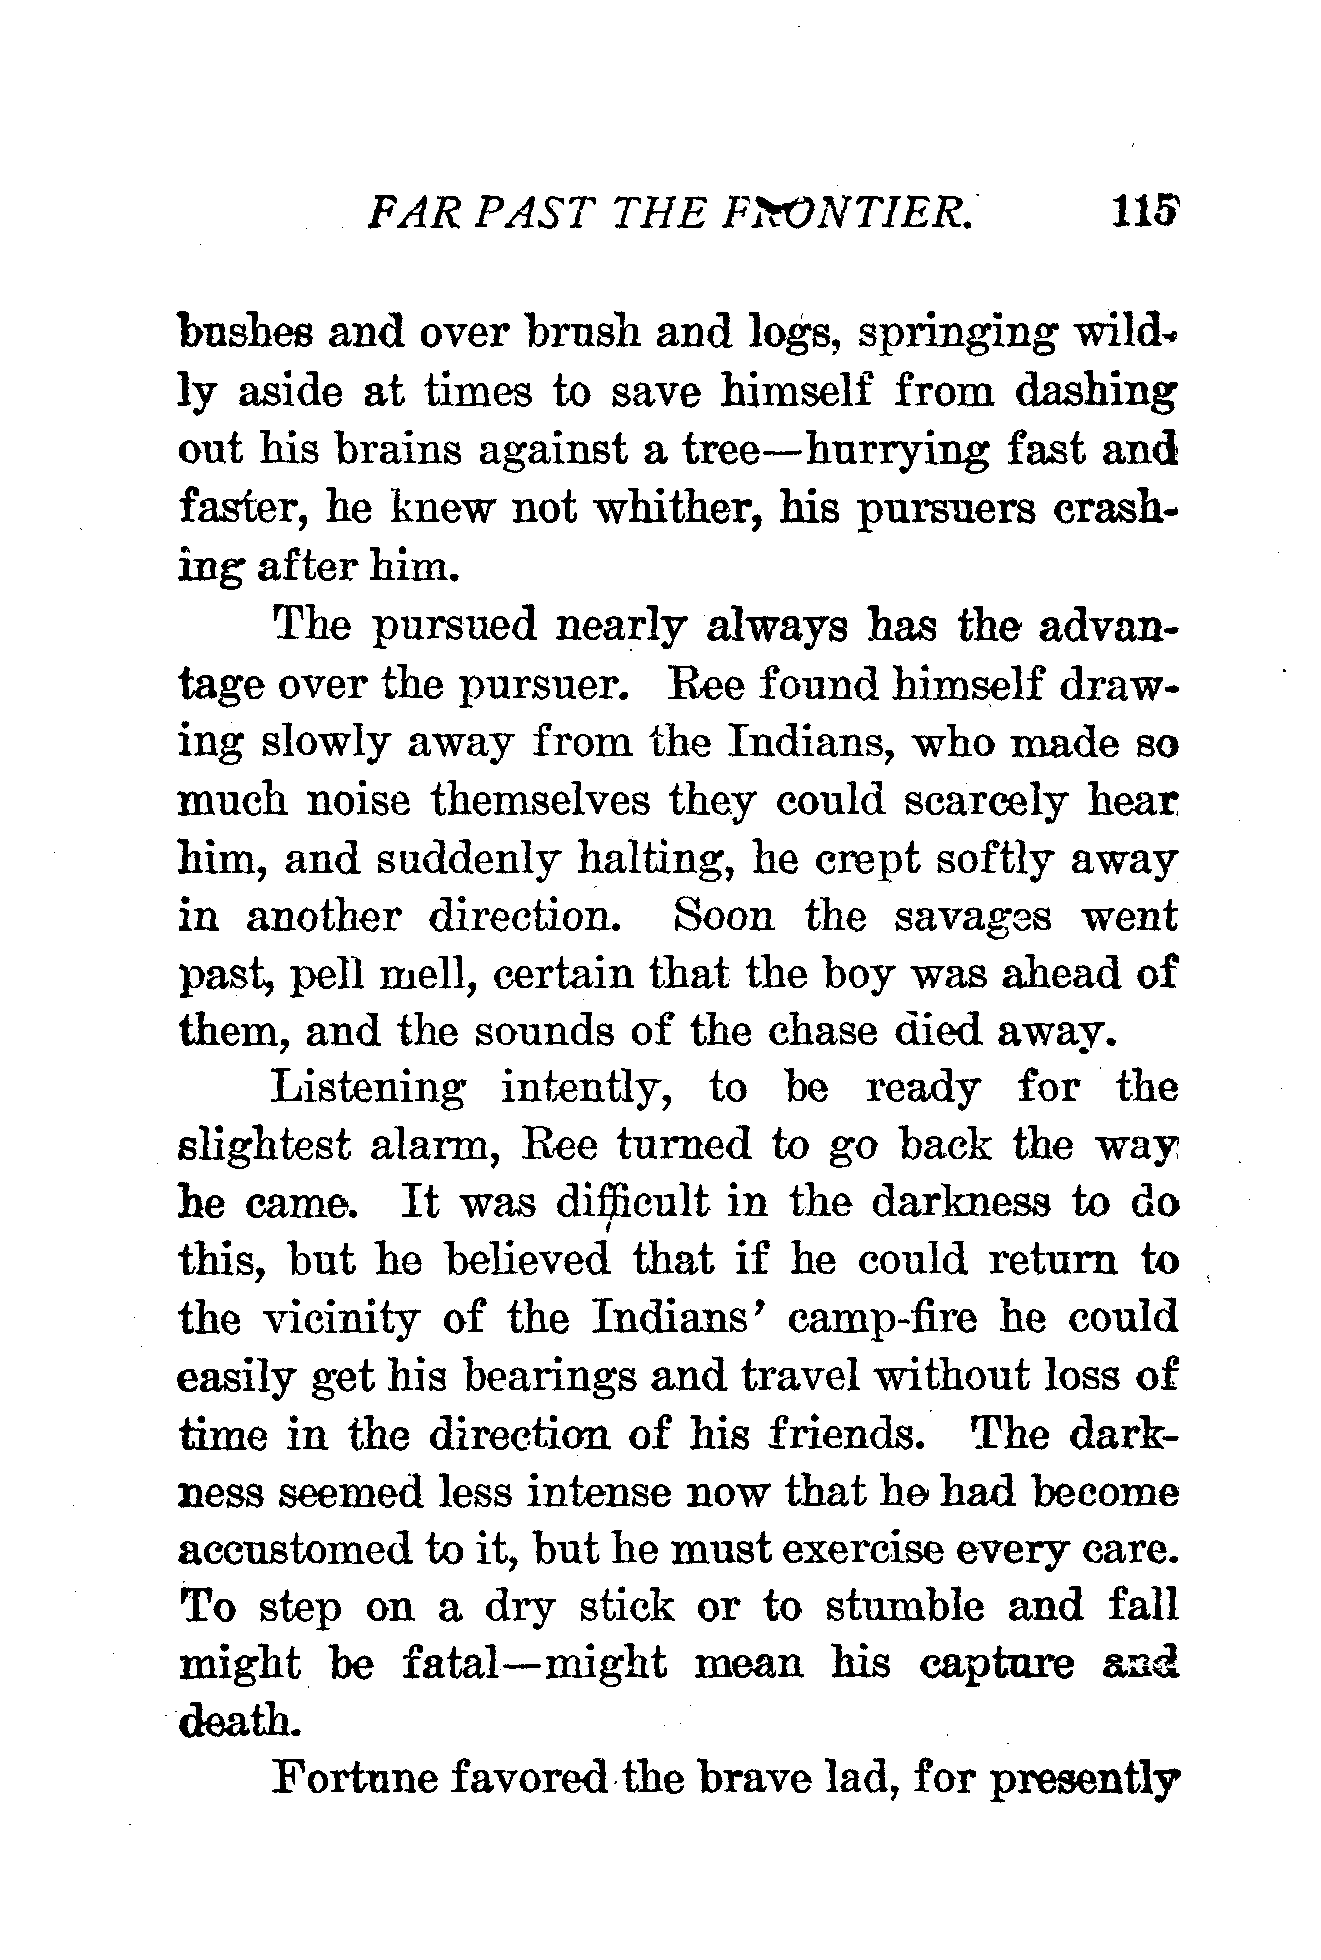 FAR PAST THE FRONTIER. 115
bushes and over brush and logs, springing wild-
ly aside at times to save himself from dashing
out his brains against a tree—hurrying fast and
faster, he knew not whither, his pursuers crash-
ing after him.
The pursued nearly always has the advan-
tage over the pursuer. Ree found himself draw-
ing slowly away from the Indians, who made so
much noise themselves they could scarcely hear
him, and suddenly halting, he crept softly away
in another direction. Soon the savages went
past, pell mell, certain that the boy was ahead of
them, and the sounds of the chase died away.
Listening intently, to be ready for the
slightest alarm, Ree turned to go back the way
he came. It was difficult in the darkness to do
this, but he believed that if he could return to
the vicinity of the Indians' camp-fire he could
easily get his bearings and travel without loss of
time in the direction of his friends. The dark-
ness seemed less intense now that he had become
accustomed to it, but he must exercise every care.
To step on a dry stick or to stumble and fall
might be fatal—might mean his capture and
death.
Fortune favored the brave lad, for presently